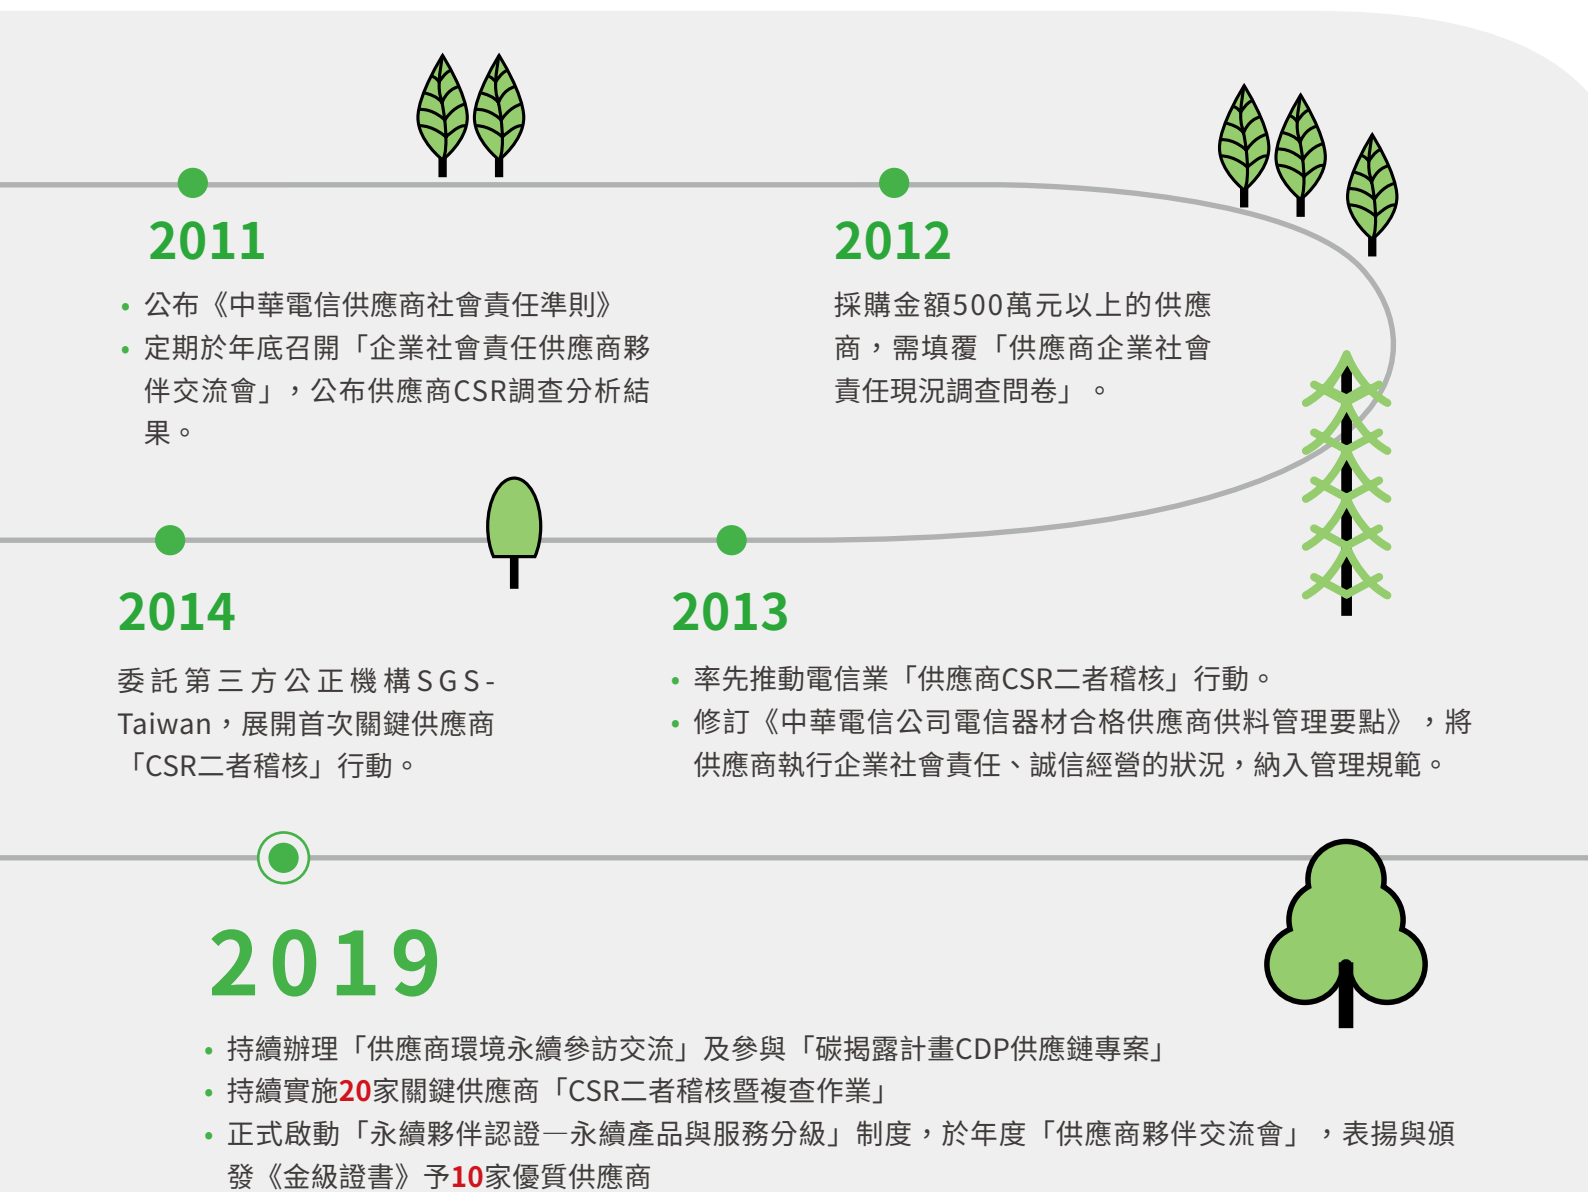 2011
• 公布《中華電信供應商社會責任準則》
• 定期於年底召開「企業社會責任供應商夥
伴交流會」，公布供應商CSR調查分析結
果。
2012
採購金額500萬元以上的供應
商，需填覆「供應商企業社會
責任現況調查問卷」。
2013
• 率先推動電信業「供應商CSR二者稽核」行動。
• 修訂《中華電信公司電信器材合格供應商供料管理要點》，將
供應商執行企業社會責任、誠信經營的狀況，納入管理規範。
2014
委託第三方公正機構SGS-
Taiwan，展開首次關鍵供應商
「CSR二者稽核」行動。
2019
• 持續辦理「供應商環境永續參訪交流」及參與「碳揭露計畫CDP供應鏈專案」
• 持續實施20家關鍵供應商「CSR二者稽核暨複查作業」
• 正式啟動「永續夥伴認證—永續產品與服務分級」制度，於年度「供應商夥伴交流會」，表揚與頒
發《金級證書》予10家優質供應商